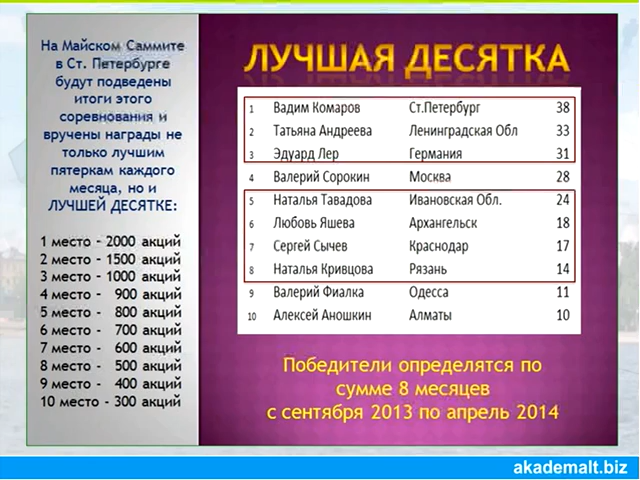 На Майском Саммите
в Ст. Петербурге
будут подведены
итоги этого
соревнования и
вручены награды не
только лучшим
пятеркам каждого
месяца, но и
ЛУЧШЕЙ ДЕСЯТКЕ:
1 место - 2000 акций
2 место - 1500 акций
3 место - 1000 акций
4 место - 900 акций
5 место - 800 акций
6 место - 700 акций
7 место - 600 акций
8 место - 500 акций
9 место - 400 акций
10 место - 300 акций
ЛУЧШАЯ ДЕСЯТКА
1 Вадим Комаров Ст.Петербург 38
2 Татьяна Андреева Ленинградская Обл 33
3 Эдуард Лер Германия 31
4 Валерий Сорокин Москва 28
5 Наталья Тавадова Ивановская Обл. 24
6 Любовь Яшева Архангельск 18
7 Сергей Сычев Краснодар 17
8 Наталья Кривцова Рязань 14
9 Валерий Фиалка Одесса 11
10 Алексей Аношкин Алматы 10
Победители определятся по
сумме 8 месяцев
с сентября 2013 по апрель 2014
akademalt.biz